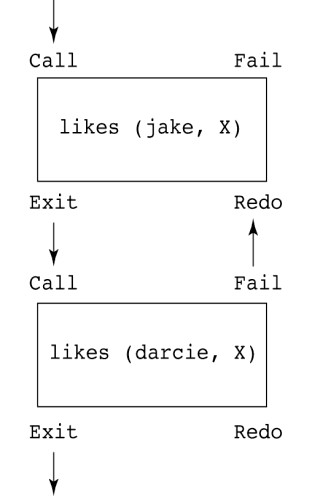 Call Fail
likes (jake, X)
Exit Redo
Call Fail
likes (darcie, X)
Exit Redo